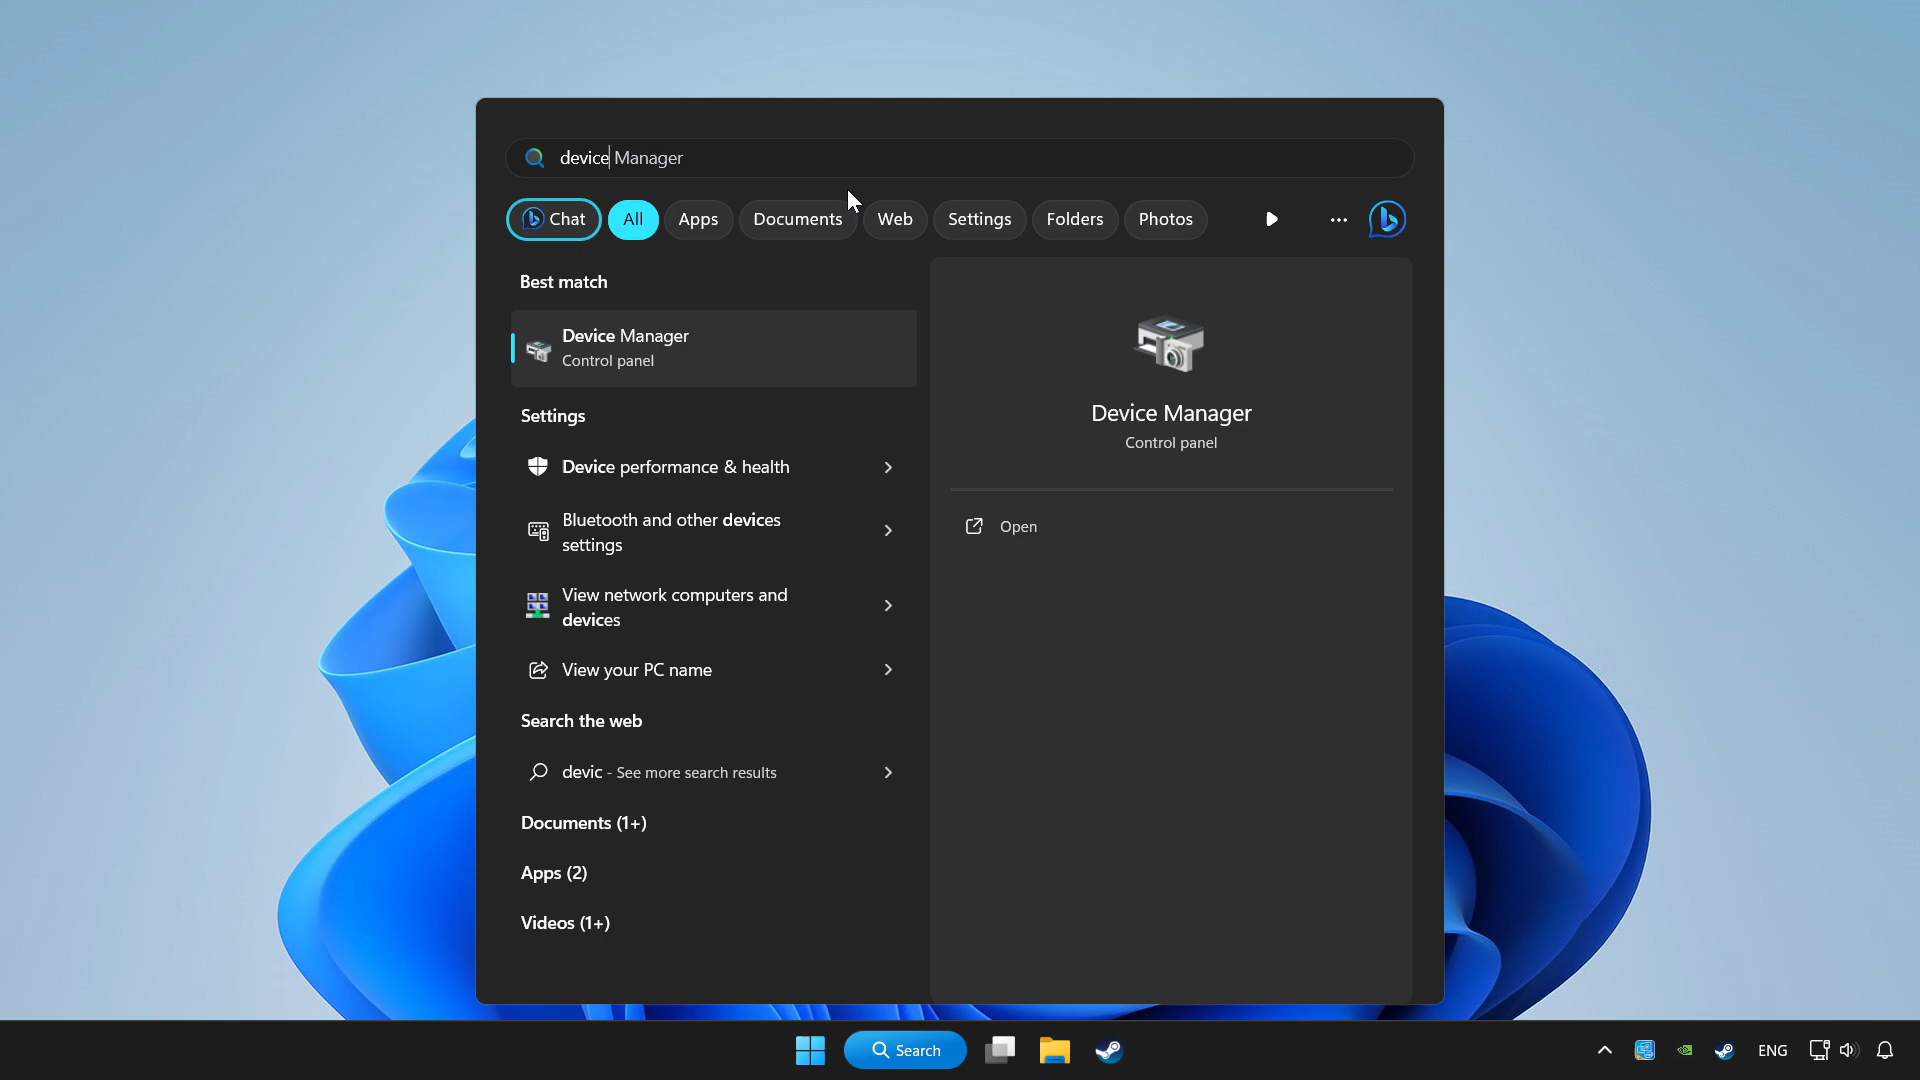 device Manager
Chat All Apps Documents Web Settings Folders Photos
Best match
Device Manager
Control panel
Settings
Device performance & health
Bluetooth and other devices
settings
View network computers and
devices
View your PC name
Search the web
devic - See more search results
Documents (1+)
Apps (2)
Videos (1+)
Device Manager
Control panel
Open
Search
ENG